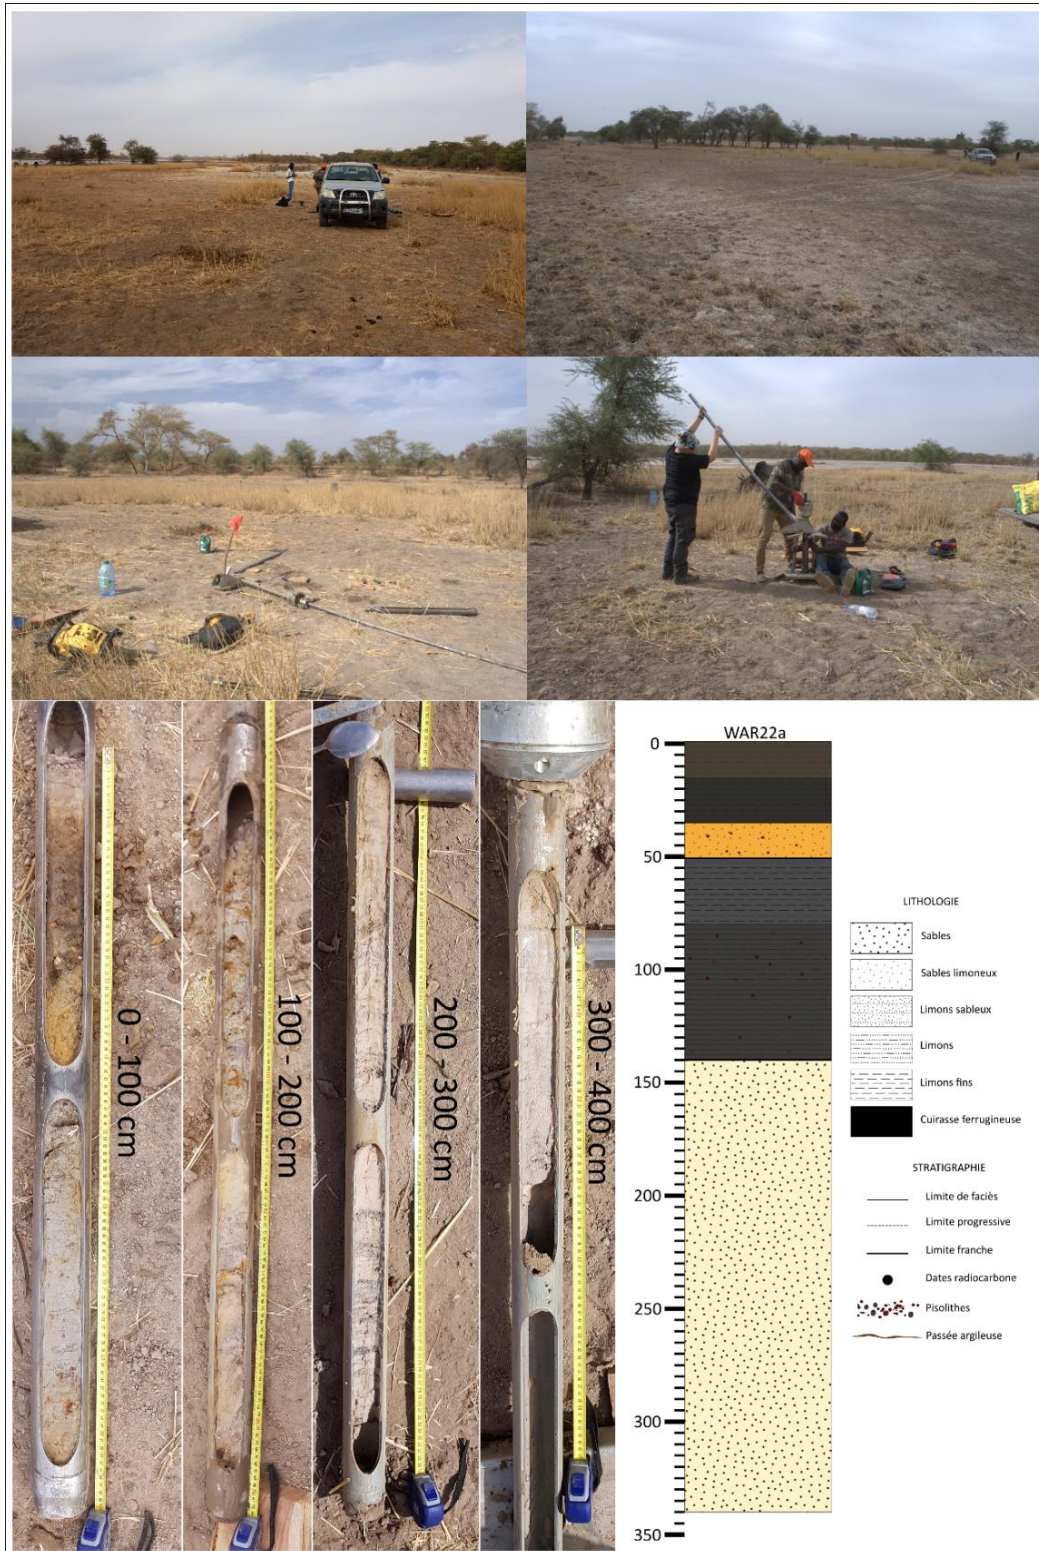 0 - 100 cm
100 - 200 cm
200 - 300 cm
300 - 400 cm
WAR22a
0
50
100
150
200
250
300
350
LITHOLOGIE
Sables
Sables limoneux
Limons sableux
Limons
Limons fins
Cuirasse ferrugineuse
STRATIGRAPHIE
Limite de faciès
Limite progressive
Limite franche
Dates radiocarbone
Pisolithes
Passée argileuse